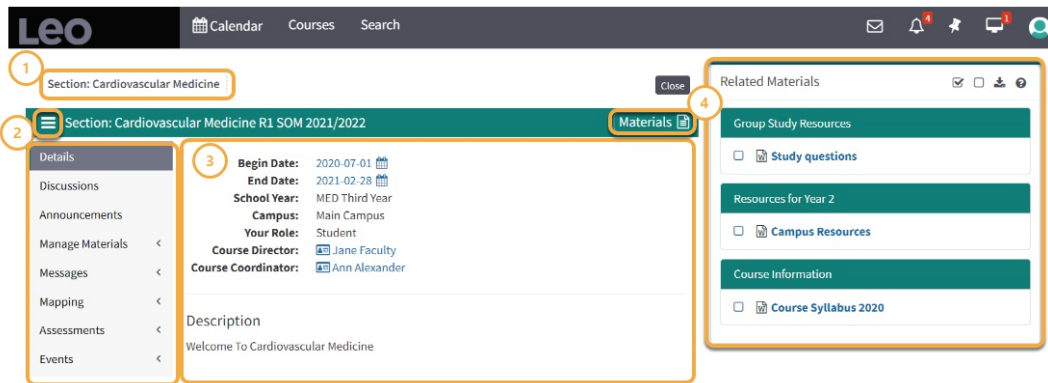 Leo
Calendar Courses Search
4
1
1
Section: Cardiovascular Medicine
Close
2
Section: Cardiovascular Medicine R1 SOM 2021/2022
Materials
Details
Discussions
Announcements
Manage Materials
Messages
Mapping
Assessments
Events
3
Begin Date: 2020-07-01
End Date: 2021-02-28
School Year: MED Third Year
Campus: Main Campus
Your Role: Student
Course Director: Jane Faculty
Course Coordinator: Ann Alexander
Description
Welcome To Cardiovascular Medicine
4
Related Materials
Group Study Resources
Study questions
Resources for Year 2
Campus Resources
Course Information
Course Syllabus 2020